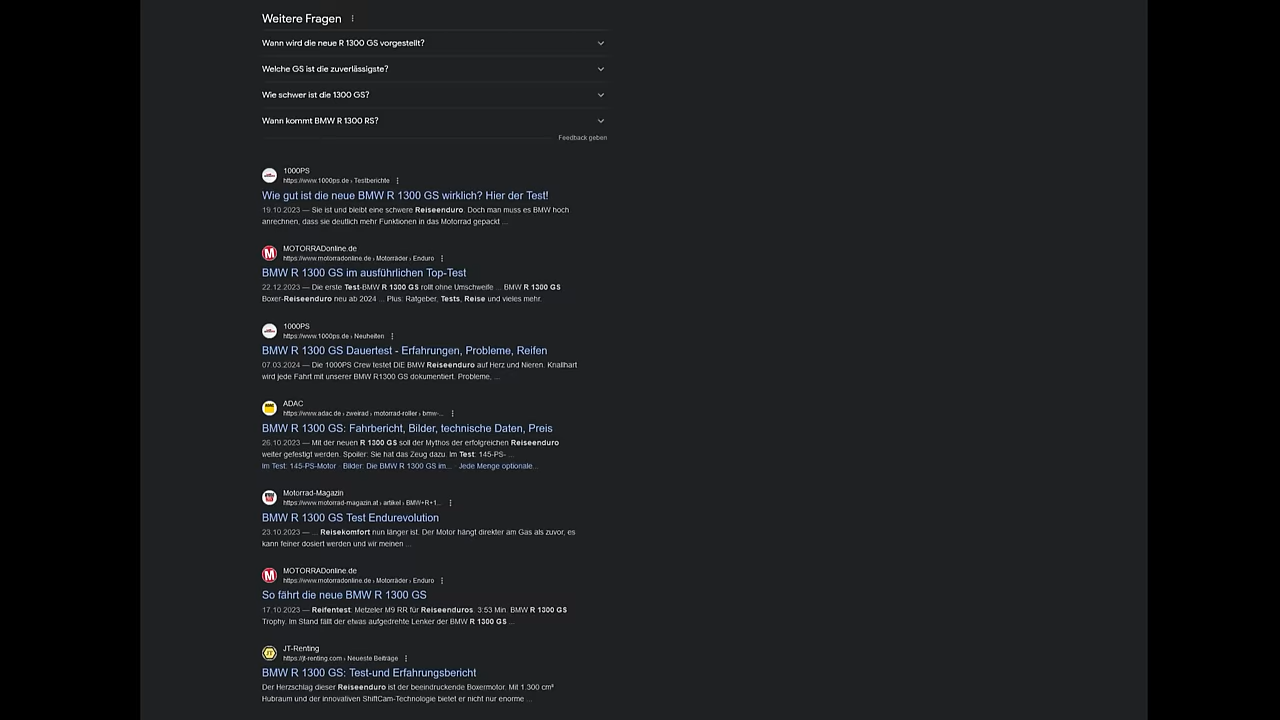 Weitere Fragen
Wann wird die neue R 1300 GS vorgestellt?
Welche GS ist die zuverlässigste?
Wie schwer ist die 1300 GS?
Wann kommt BMW R 1300 RS?
Feedback geben
1000PS
https://www.1000ps.de › Testberichte
Wie gut ist die neue BMW R 1300 GS wirklich? Hier der Test!
19.10.2023 — Sie ist und bleibt eine schwere Reiseenduro. Doch man muss es BMW hoch
anrechnen, dass sie deutlich mehr Funktionen in das Motorrad gepackt ...
MOTORRADonline.de
https://www.motorradonline.de › Motorräder › Enduro
BMW R 1300 GS im ausführlichen Top-Test
22.12.2023 — Die erste Test-BMW R 1300 GS rollt ohne Umschweife ... BMW R 1300 GS
Boxer-Reiseenduro neu ab 2024 ... Plus: Ratgeber, Tests, Reise und vieles mehr.
1000PS
https://www.1000ps.de › Neuheiten
BMW R 1300 GS Dauertest - Erfahrungen, Probleme, Reifen
07.03.2024 — Die 1000PS Crew testet DIE BMW Reiseenduro auf Herz und Nieren. Knallhart
wird jede Fahrt mit unserer BMW R1300 GS dokumentiert. Probleme, ...
ADAC
https://www.adac.de › zweirad › motorrad-roller › bmw-...
BMW R 1300 GS: Fahrbericht, Bilder, technische Daten, Preis
26.10.2023 — Mit der neuen R 1300 GS soll der Mythos der erfolgreichen Reiseenduro
weiter gefestigt werden. Spoiler: Sie hat das Zeug dazu. Im Test: 145-PS- ...
Im Test: 145-PS-Motor · Bilder: Die BMW R 1300 GS im... · Jede Menge optionale...
Motorrad-Magazin
https://www.motorrad-magazin.at › artikel › BMW+R+1...
BMW R 1300 GS Test Endurevolution
23.10.2023 — ... Reisekomfort nun länger ist. Der Motor hängt direkter am Gas als zuvor, es
kann feiner dosiert werden und wir meinen ...
MOTORRADonline.de
https://www.motorradonline.de › Motorräder › Enduro
So fährt die neue BMW R 1300 GS
17.10.2023 — Reifentest: Metzeler M9 RR für Reiseenduros. 3:53 Min. BMW R 1300 GS
Trophy. Im Stand fällt der etwas aufgedrehte Lenker der BMW R 1300 GS ...
JT-Renting
https://jt-renting.com › Neueste Beiträge
BMW R 1300 GS: Test-und Erfahrungsbericht
Der Herzschlag dieser Reiseenduro ist der beeindruckende Boxermotor. Mit 1.300 cm³
Hubraum und der innovativen ShiftCam-Technologie bietet er nicht nur enorme ...